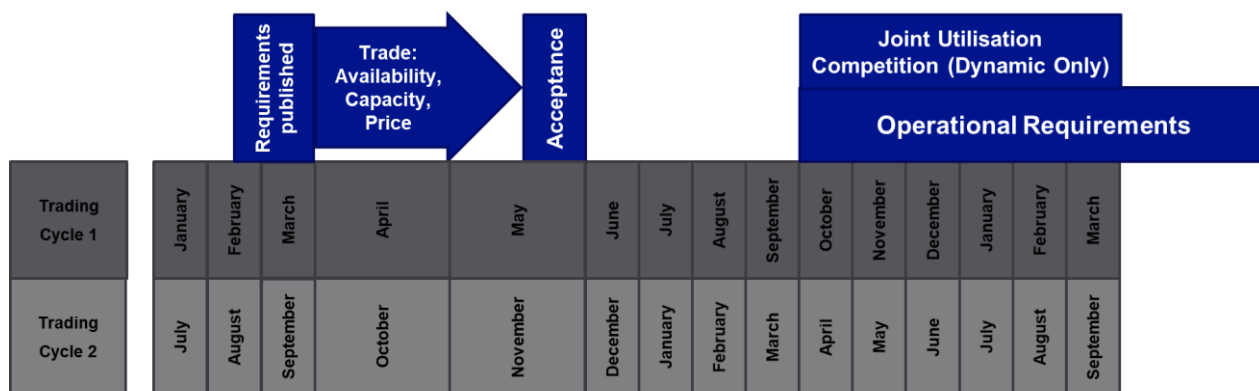 Requirements
published
Trade:
Availability,
Capacity,
Price
Acceptance
Joint Utilisation
Competition (Dynamic Only)
Operational Requirements
Trading
Cycle 1
January
February
March
April
May
June
July
August
September
October
November
December
January
February
March
Trading
Cycle 2
July
August
September
October
November
December
January
February
March
April
May
June
July
August
September